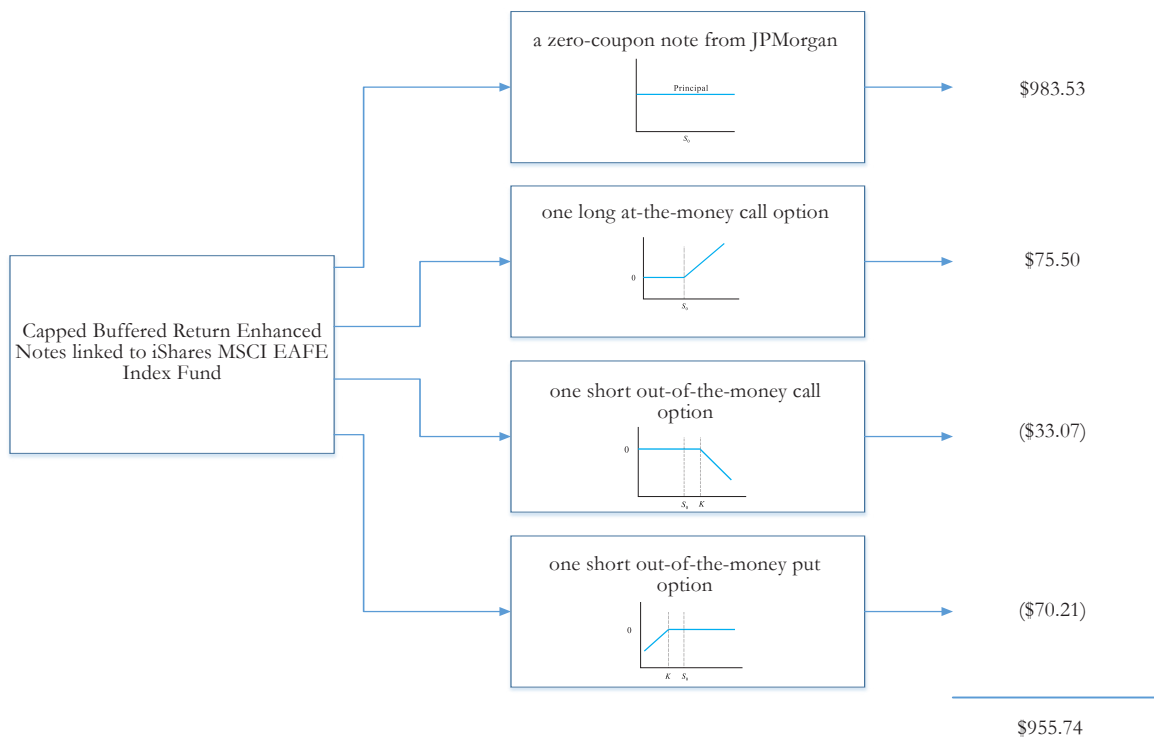 a zero-coupon note from JPMorgan
Principal
S₀
$983.53
one long at-the-money call option
0
S₀
$75.50
Capped Buffered Return Enhanced
Notes linked to iShares MSCI EAFE
Index Fund
one short out-of-the-money call
option
0
S₀ K
($33.07)
one short out-of-the-money put
option
0
K S₀
($70.21)
$955.74